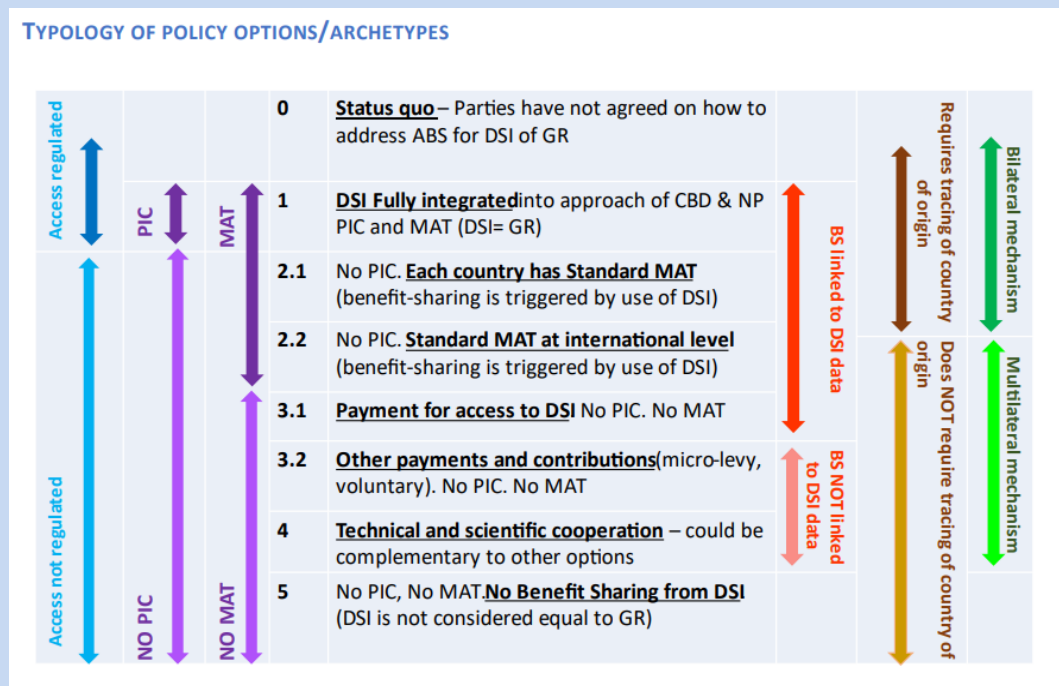 TYPOLOGY OF POLICY OPTIONS/ARCHETYPES
Access regulated
Access not regulated
PIC
NO PIC
MAT
NO MAT
0
Status quo – Parties have not agreed on how to
address ABS for DSI of GR
1
DSI Fully integratedinto approach of CBD & NP
PIC and MAT (DSI= GR)
2.1
No PIC. Each country has Standard MAT
(benefit-sharing is triggered by use of DSI)
2.2
No PIC. Standard MAT at international level
(benefit-sharing is triggered by use of DSI)
3.1
Payment for access to DSI No PIC. No MAT
3.2
Other payments and contributions(micro-levy,
voluntary). No PIC. No MAT
4
Technical and scientific cooperation – could be
complementary to other options
5
No PIC, No MAT.No Benefit Sharing from DSI
(DSI is not considered equal to GR)
BS linked to DSI data
BS NOT linked
to DSI data
Requires tracing of country
of origin
Does NOT require tracing of country of
origin
Bilateral mechanism
Multilateral mechanism